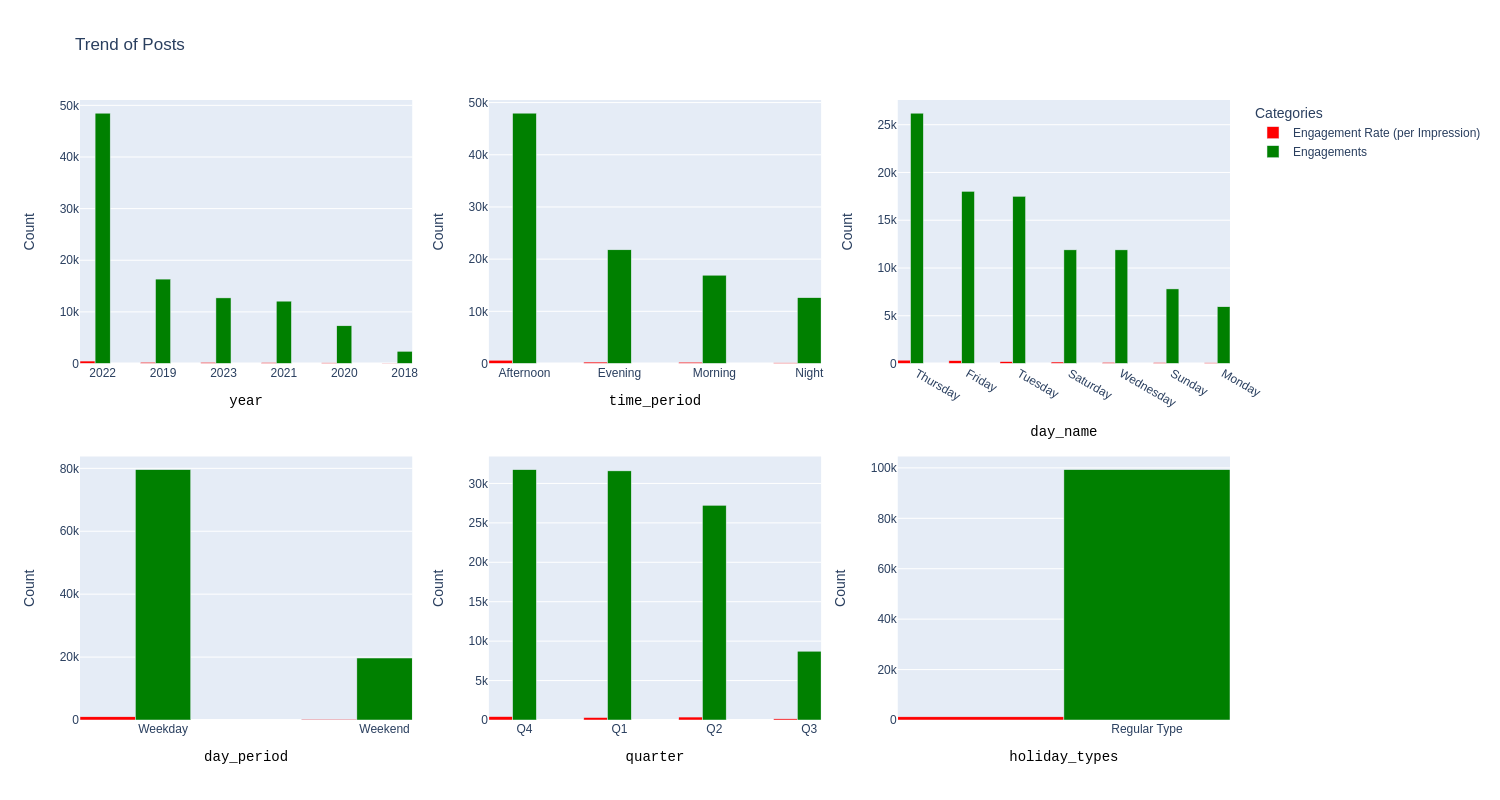 Trend of Posts
50k
40k
30k
20k
10k
0
Count
2022 2019 2023 2021 2020 2018
year
50k
40k
30k
20k
10k
0
Count
Afternoon Evening Morning Night
time_period
25k
20k
15k
10k
5k
0
Count
Thursday Friday Tuesday Saturday Wednesday Sunday Monday
day_name
Categories
Engagement Rate (per Impression)
Engagements
80k
60k
40k
20k
0
Count
Weekday Weekend
day_period
30k
25k
20k
15k
10k
5k
0
Count
Q4 Q1 Q2 Q3
quarter
100k
80k
60k
40k
20k
0
Count
Regular Type
holiday_types